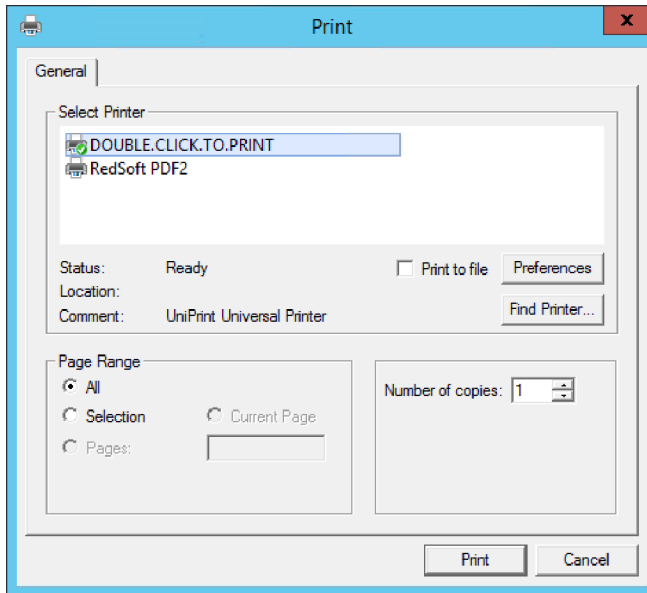 Print
x
General
Select Printer
DOUBLE.CLICK.TO.PRINT
RedSoft PDF2
Status: Ready
Print to file
Preferences
Location:
Comment: UniPrint Universal Printer
Find Printer...
Page Range
All
Selection
Current Page
Pages:
Number of copies: 1
Print
Cancel